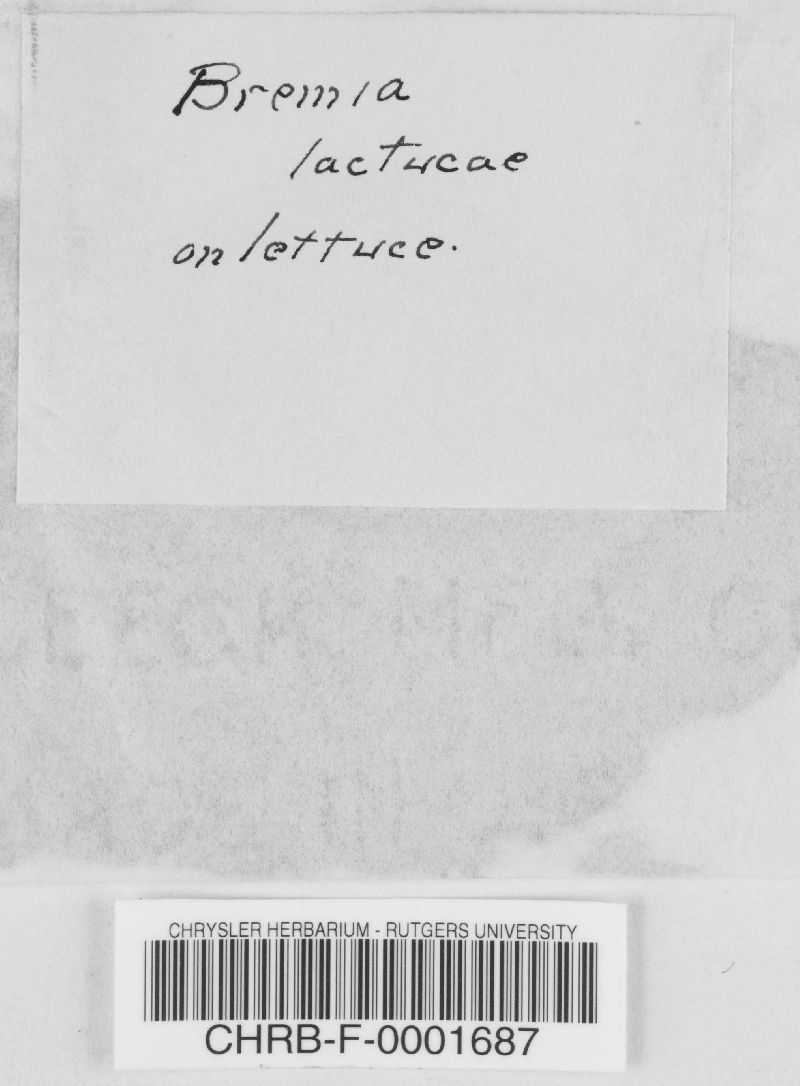 Bremia
lactucae
on lettuce.
CHRYSLER HERBARIUM - RUTGERS UNIVERSITY
CHRB-F-0001687